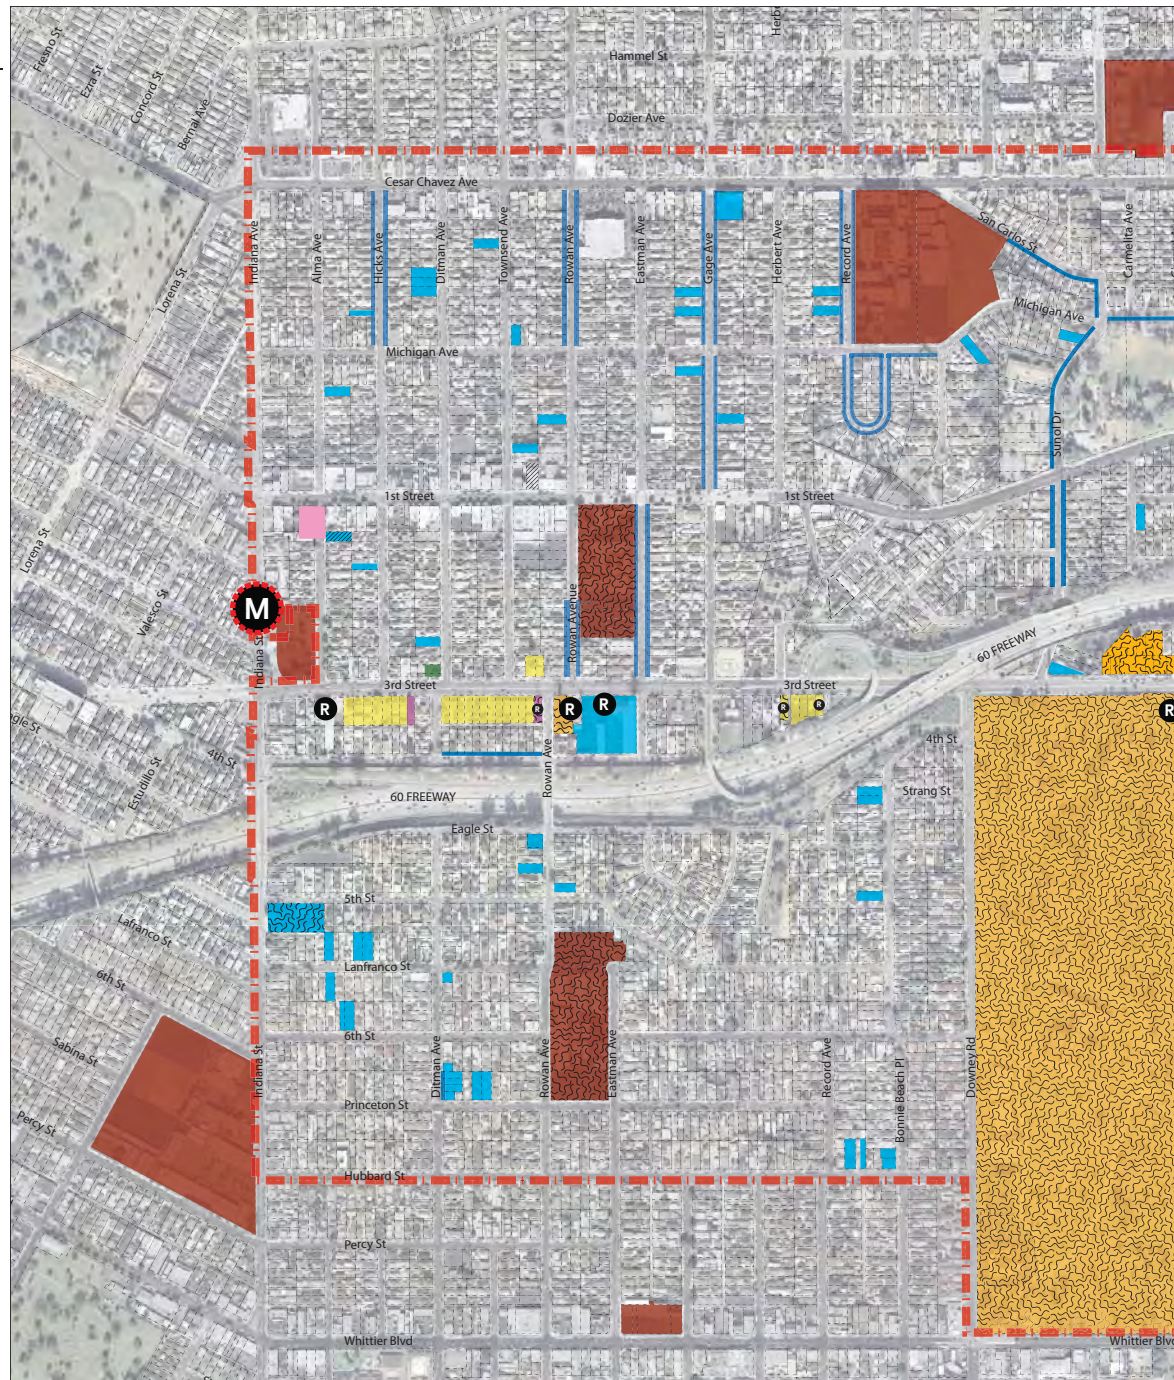 Fresno St
Ezra St
Concord St
Bernal Ave
Hammel St
Dozier Ave
Cesar Chavez Ave
Lorena St
Indiana Ave
Alma Ave
Hicks Ave
Ditman Ave
Townsend Ave
Rowan Ave
Eastman Ave
Gage Ave
Herbert Ave
Record Ave
San Carlos St
Carmelita Ave
Michigan Ave
Michigan Ave
Sunol Dr
1st Street
1st Street
Lorena St
Valesco St
M
Indiana St
Rowan Avenue
60 FREEWAY
3rd Street
3rd Street
R
R
R
R
R
R
R
4th St
Estudillo St
Rowan Ave
4th St
60 FREEWAY
Strang St
Eagle St
5th St
Lafranco St
Lanfranco St
6th St
6th St
Sabina St
Indiana St
Ditman Ave
Rowan Ave
Eastman Ave
Record Ave
Bonnie Beach Pl
Downey Rd
Princeton St
Percy St
Hubbard St
Percy St
Whittier Blvd
Whittier Blv